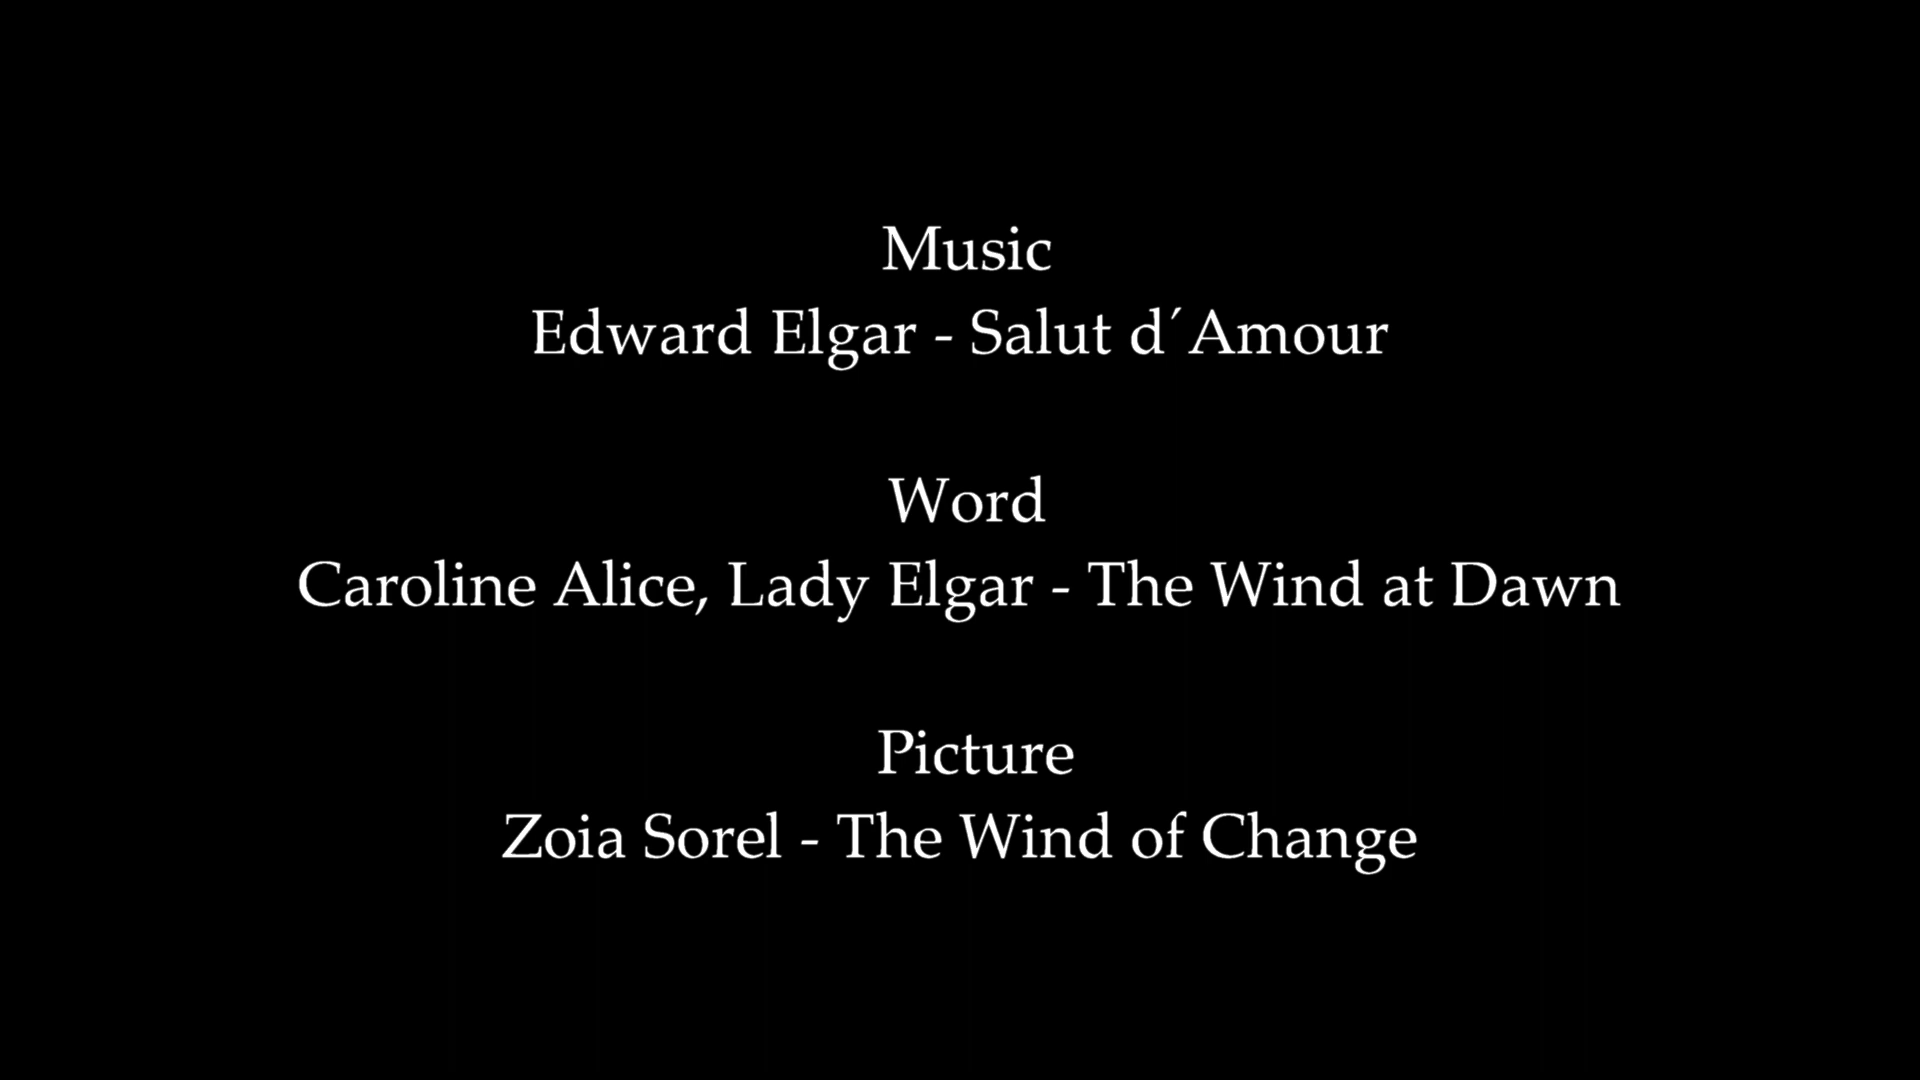 Music
Edward Elgar - Salut d´Amour
Word
Caroline Alice, Lady Elgar - The Wind at Dawn
Picture
Zoia Sorel - The Wind of Change